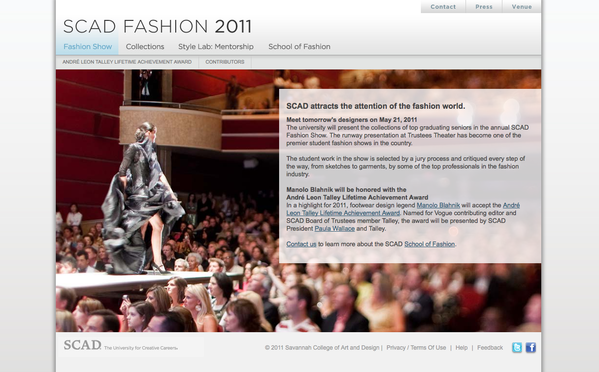 Contact Press Venue
SCAD FASHION 2011
Fashion Show Collections Style Lab: Mentorship School of Fashion
ANDRÉ LEON TALLEY LIFETIME ACHIEVEMENT AWARD CONTRIBUTORS
SCAD attracts the attention of the fashion world.
Meet tomorrow's designers on May 21, 2011
The university will present the collections of top graduating seniors in the annual SCAD
Fashion Show. The runway presentation at Trustees Theater has become one of the
premier student fashion shows in the country.
The student work in the show is selected by a jury process and critiqued every step of
the way, from sketches to garments, by some of the top professionals in the fashion
industry.
Manolo Blahnik will be honored with the
André Leon Talley Lifetime Achievement Award
In a highlight for 2011, footwear design legend Manolo Blahnik will accept the André
Leon Talley Lifetime Achievement Award. Named for Vogue contributing editor and
SCAD Board of Trustees member Talley, the award will be presented by SCAD
President Paula Wallace and Talley.
Contact us to learn more about the SCAD School of Fashion.
SCAD. The University for Creative Careers.
© 2011 Savannah College of Art and Design | Privacy / Terms Of Use | Help | Feedback